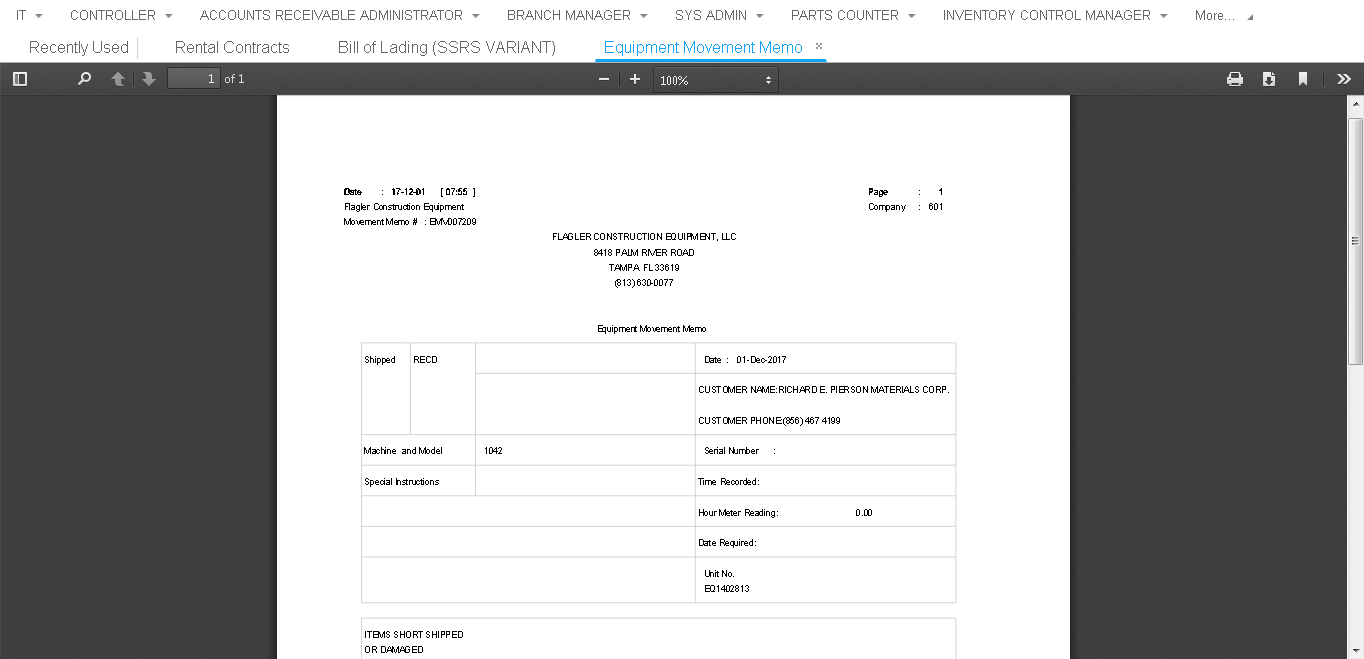 IT CONTROLLER ACCOUNTS RECEIVABLE ADMINISTRATOR BRANCH MANAGER SYS ADMIN PARTS COUNTER INVENTORY CONTROL MANAGER More...
Recently Used Rental Contracts Bill of Lading (SSRS VARIANT) Equipment Movement Memo ×
1 of 1 100%
Date : 17-12-01 [ 07:55 ] Page : 1
Flagler Construction Equipment Company : 601
Movement Memo # : EMV007209
FLAGLER CONSTRUCTION EQUIPMENT, LLC
8418 PALM RIVER ROAD
TAMPA FL 33619
(813) 630-0077
Equipment Movement Memo
Shipped RECD Date : 01-Dec-2017
CUSTOMER NAME:RICHARD E. PIERSON MATERIALS CORP.
CUSTOMER PHONE:(856) 467 4199
Machine and Model 1042 Serial Number :
Special Instructions Time Recorded:
Hour Meter Reading: 0.00
Date Required:
Unit No.
EQ1402813
ITEMS SHORT SHIPPED
OR DAMAGED